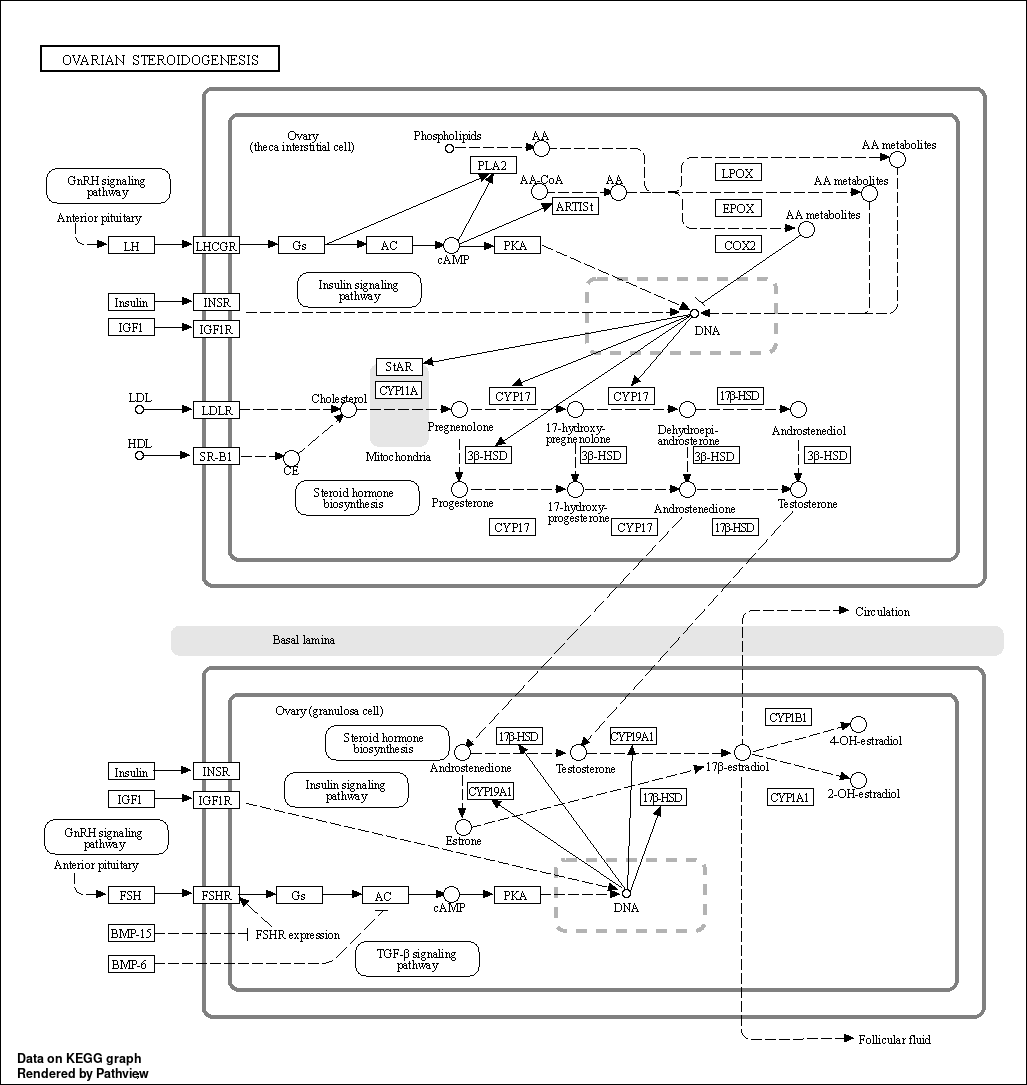 OVARIAN STEROIDOGENESIS
Ovary
(theca interstitial cell)
Phospholipids
AA
AA metabolites
PLA2
LPOX
GnRH signaling
pathway
AA-CoA
AA
AA metabolites
ARTISt
EPOX
Anterior pituitary
AA metabolites
LH
LHCGR
Gs
AC
cAMP
PKA
COX2
Insulin signaling
pathway
Insulin
INSR
IGF1
IGF1R
DNA
StAR
CYP11A
CYP17
CYP17
17β-HSD
LDL
LDLR
Cholesterol
Pregnenolone
17-hydroxy-
pregnenolone
Dehydroepi-
androsterone
Androstenediol
HDL
SR-B1
CE
Mitochondria
3β-HSD
3β-HSD
3β-HSD
3β-HSD
Steroid hormone
biosynthesis
Progesterone
17-hydroxy-
progesterone
Androstenedione
Testosterone
CYP17
CYP17
17β-HSD
Circulation
Basal lamina
Ovary (granulosa cell)
Steroid hormone
biosynthesis
17β-HSD
CYP19A1
CYP1B1
4-OH-estradiol
Androstenedione
Testosterone
17β-estradiol
Insulin
INSR
Insulin signaling
pathway
CYP19A1
17β-HSD
CYP1A1
2-OH-estradiol
IGF1
IGF1R
GnRH signaling
pathway
Estrone
Anterior pituitary
FSH
FSHR
Gs
AC
cAMP
PKA
DNA
BMP-15
FSHR expression
BMP-6
TGF-β signaling
pathway
Follicular fluid
Data on KEGG graph
Rendered by Pathview